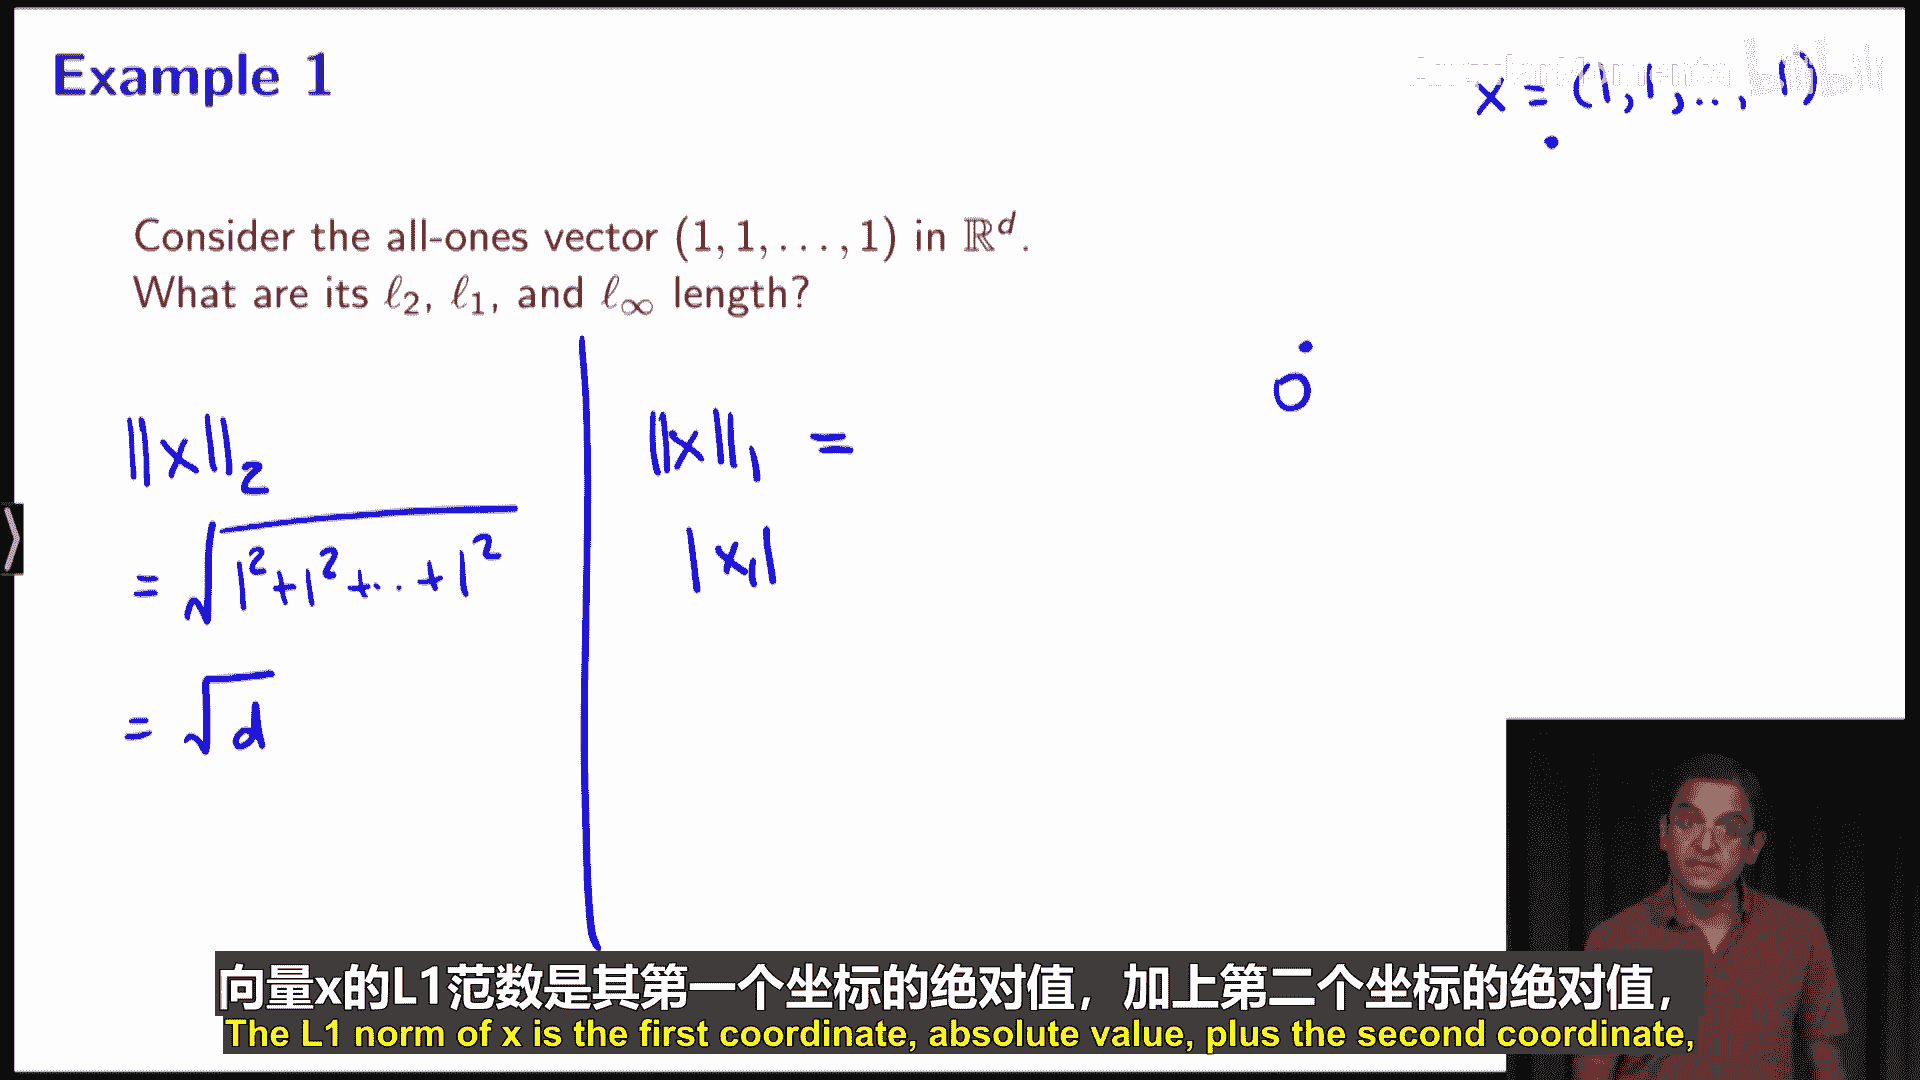 Example 1
x = (1,1,..,1)
Consider the all-ones vector (1, 1, . . . , 1) in ℝᵈ.
What are its ℓ₂, ℓ₁, and ℓ∞ length?
‖x‖₂
= √(1²+1²+..+1²)
= √d
‖x‖₁ =
|x₁|
0
向量x的L1范数是其第一个坐标的绝对值，加上第二个坐标的绝对值，
The L1 norm of x is the first coordinate, absolute value, plus the second coordinate,